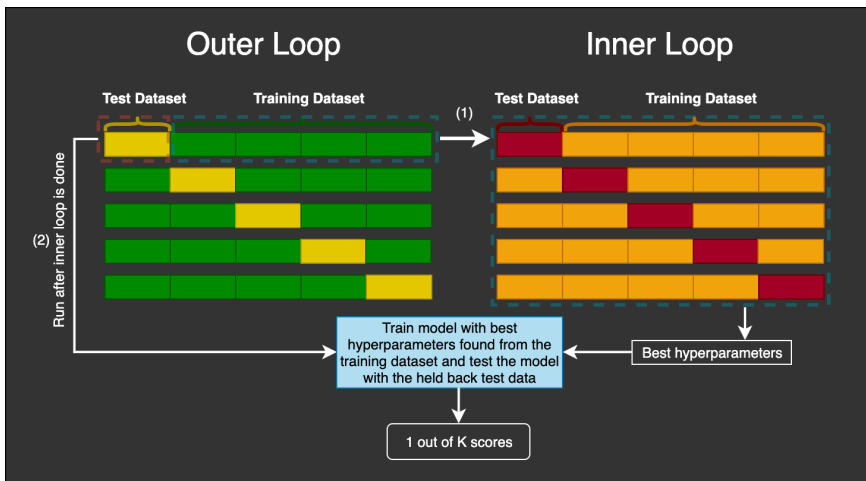 Outer Loop
Inner Loop
Test Dataset
Training Dataset
(1)
Test Dataset
Training Dataset
(2)
Run after inner loop is done
Train model with best
hyperparameters found from the
training dataset and test the model
with the held back test data
Best hyperparameters
1 out of K scores